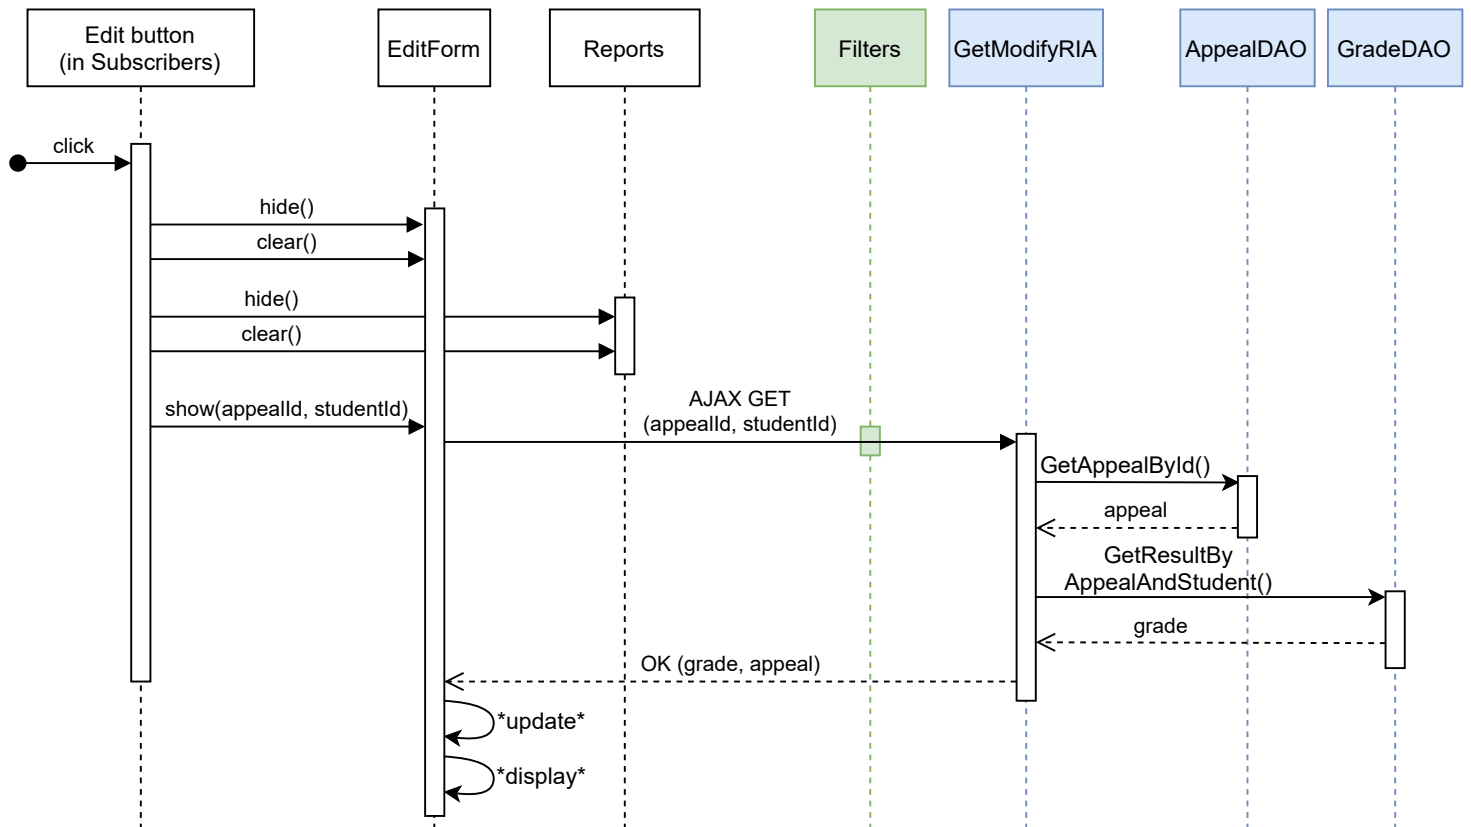 Edit button
(in Subscribers)
EditForm
Reports
Filters
GetModifyRIA
AppealDAO
GradeDAO
click
hide()
clear()
hide()
clear()
show(appealId, studentId)
AJAX GET
(appealId, studentId)
GetAppealById()
appeal
GetResultBy
AppealAndStudent()
grade
OK (grade, appeal)
*update*
*display*